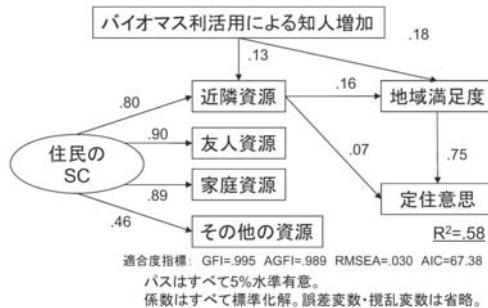 バイオマス利活用による知人増加
.13
.18
.80
近隣資源
.16
地域満足度
.90
友人資源
.07
.75
住民の
SC
.89
家庭資源
定住意思
.46
その他の資源
R²=.58
適合度指標: GFI=.995 AGFI=.989 RMSEA=.030 AIC=67.38
パスはすべて5%水準有意。
係数はすべて標準化解。誤差変数・撹乱変数は省略。